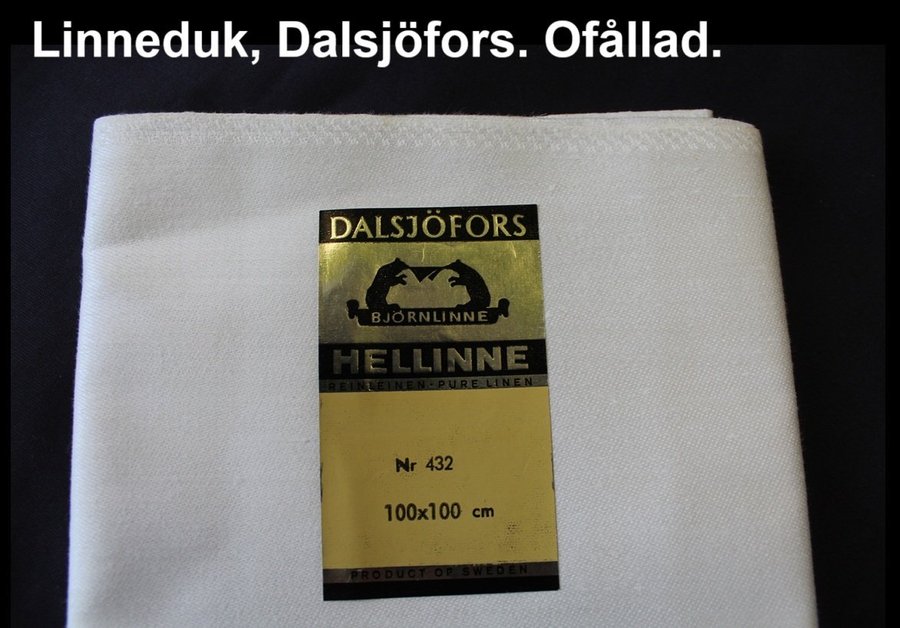 Linneduk, Dalsjöfors. Ofållad.
DALSJÖFORS
BJÖRNLINNE
HELLINNE
REINLEINEN - PURE LINEN
Nr 432
100x100 cm
PRODUCT OF SWEDEN